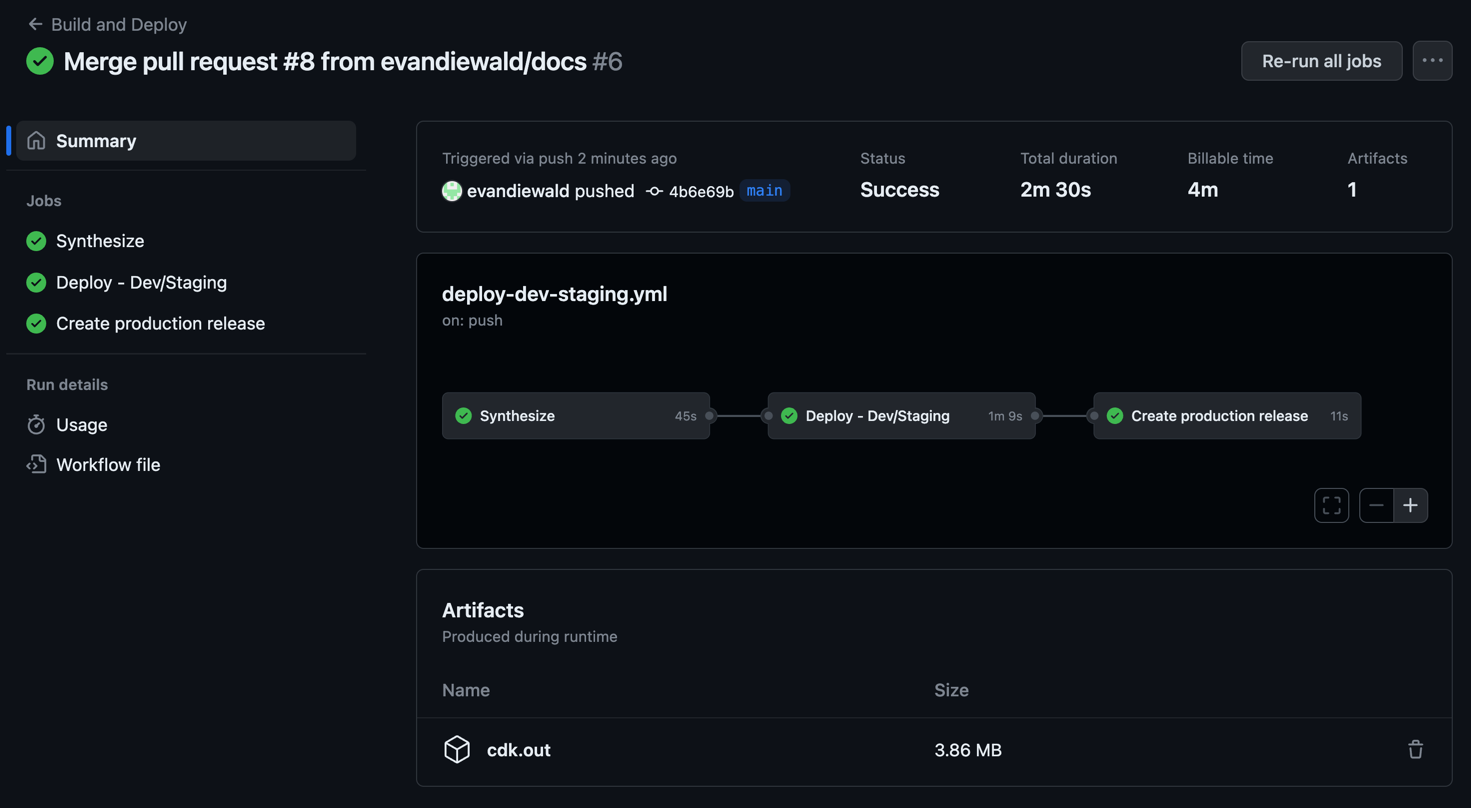 ← Build and Deploy
Merge pull request #8 from evandiewald/docs #6
Re-run all jobs
Summary
Jobs
Synthesize
Deploy - Dev/Staging
Create production release
Run details
Usage
Workflow file
Triggered via push 2 minutes ago
evandiewald pushed 4b6e69b main
Status
Success
Total duration
2m 30s
Billable time
4m
Artifacts
1
deploy-dev-staging.yml
on: push
Synthesize 45s
Deploy - Dev/Staging 1m 9s
Create production release 11s
Artifacts
Produced during runtime
Name Size
cdk.out 3.86 MB